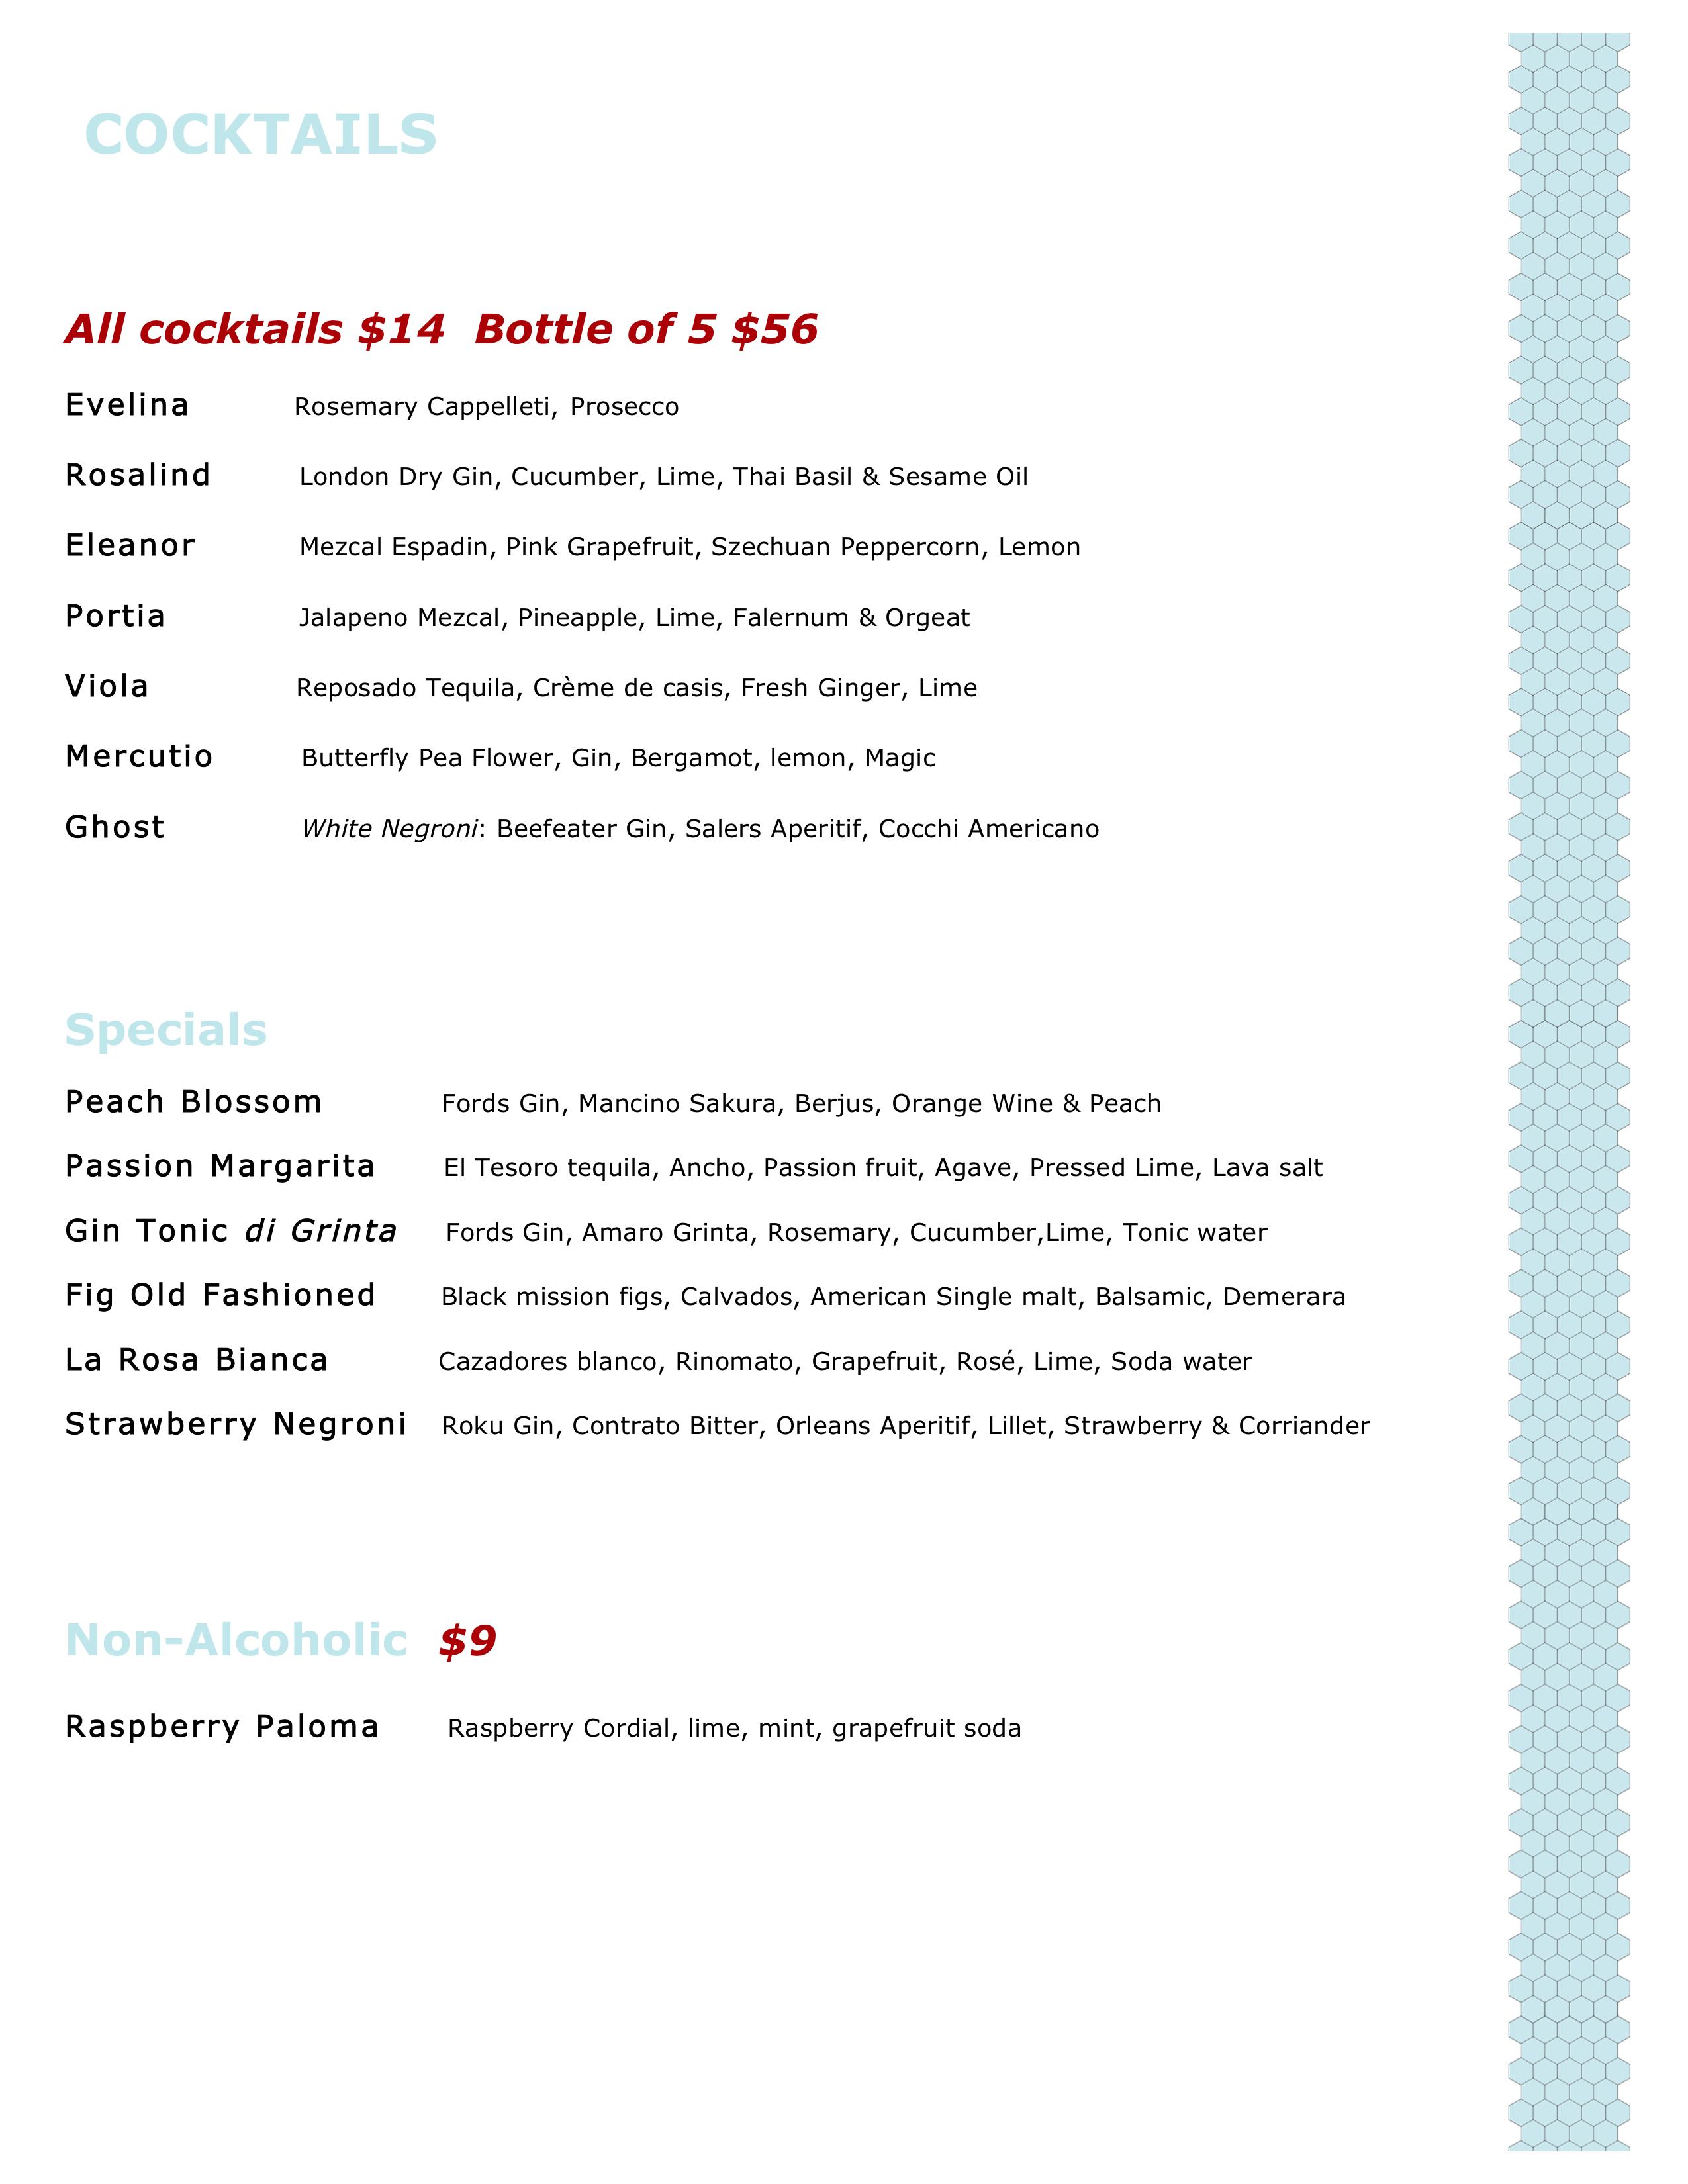 COCKTAILS
All cocktails $14  Bottle of 5 $56
Evelina Rosemary Cappelleti, Prosecco
Rosalind London Dry Gin, Cucumber, Lime, Thai Basil & Sesame Oil
Eleanor Mezcal Espadin, Pink Grapefruit, Szechuan Peppercorn, Lemon
Portia Jalapeno Mezcal, Pineapple, Lime, Falernum & Orgeat
Viola Reposado Tequila, Crème de casis, Fresh Ginger, Lime
Mercutio Butterfly Pea Flower, Gin, Bergamot, lemon, Magic
Ghost White Negroni: Beefeater Gin, Salers Aperitif, Cocchi Americano
Specials
Peach Blossom Fords Gin, Mancino Sakura, Berjus, Orange Wine & Peach
Passion Margarita El Tesoro tequila, Ancho, Passion fruit, Agave, Pressed Lime, Lava salt
Gin Tonic di Grinta Fords Gin, Amaro Grinta, Rosemary, Cucumber,Lime, Tonic water
Fig Old Fashioned Black mission figs, Calvados, American Single malt, Balsamic, Demerara
La Rosa Bianca Cazadores blanco, Rinomato, Grapefruit, Rosé, Lime, Soda water
Strawberry Negroni Roku Gin, Contrato Bitter, Orleans Aperitif, Lillet, Strawberry & Corriander
Non-Alcoholic $9
Raspberry Paloma Raspberry Cordial, lime, mint, grapefruit soda